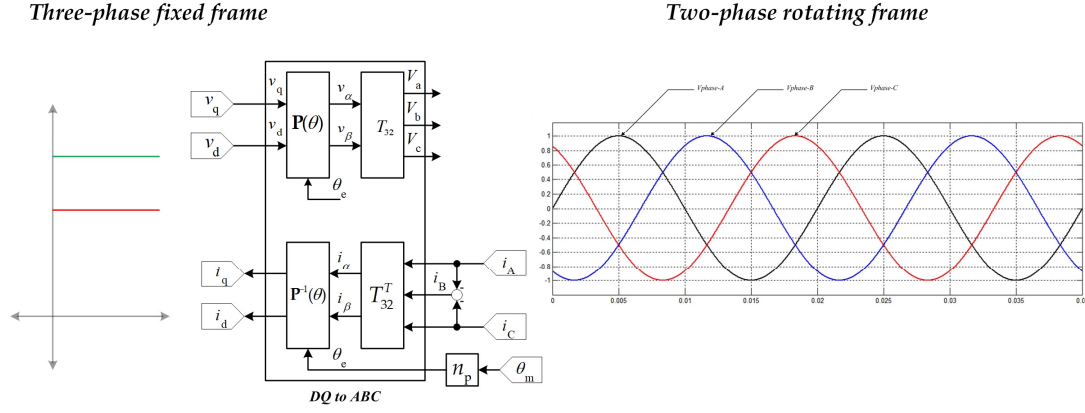 Three-phase fixed frame
Two-phase rotating frame
v_q
v_d
v_q
v_d
P(θ)
v_α
v_β
T_32
V_a
V_b
V_c
θ_e
i_q
i_d
P^-1(θ)
i_α
i_β
T_32^T
i_B
i_A
i_C
θ_e
n_p
θ_m
DQ to ABC
Vphase-A
Vphase-B
Vphase-C
1
0.8
0.6
0.4
0.2
0
-0.2
-0.4
-0.6
-0.8
-1
0 0.005 0.01 0.015 0.02 0.025 0.03 0.035 0.0